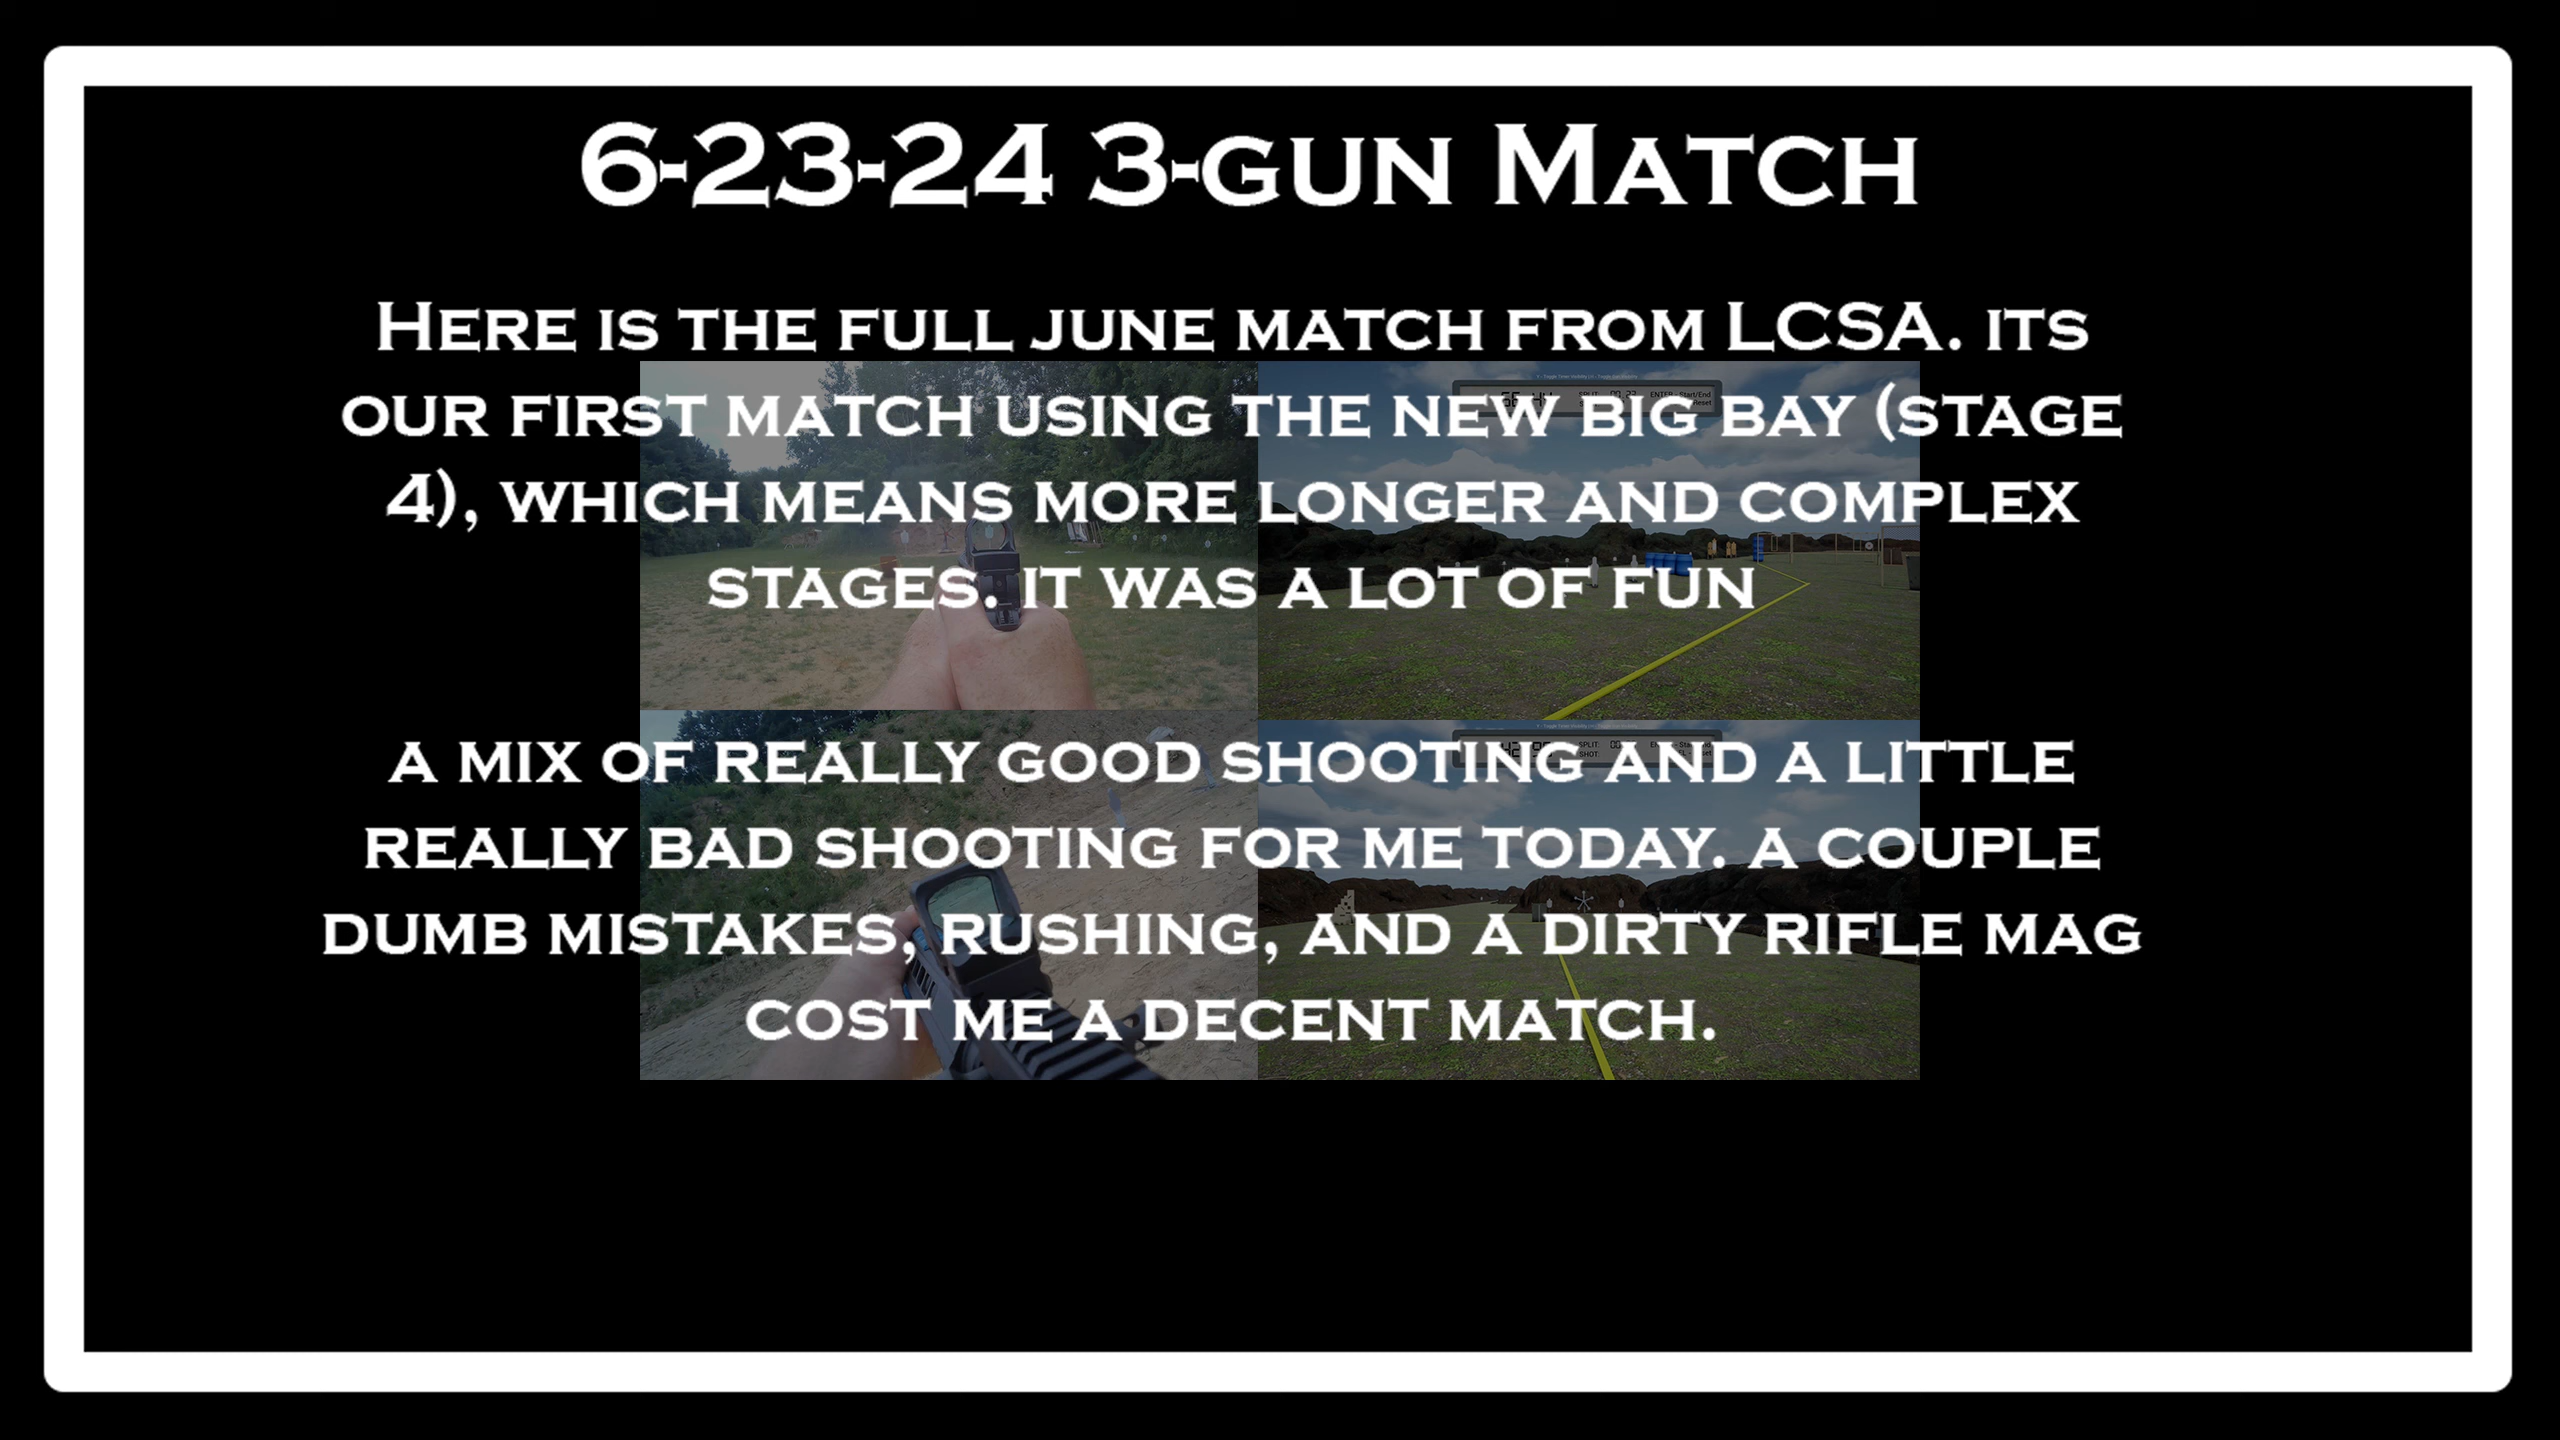 6-23-24 3-gun Match
Here is the full june match from LCSA. its
our first match using the new big bay (stage
4), which means more longer and complex
stages. it was a lot of fun
a mix of really good shooting and a little
really bad shooting for me today. a couple
dumb mistakes, rushing, and a dirty rifle mag
cost me a decent match.